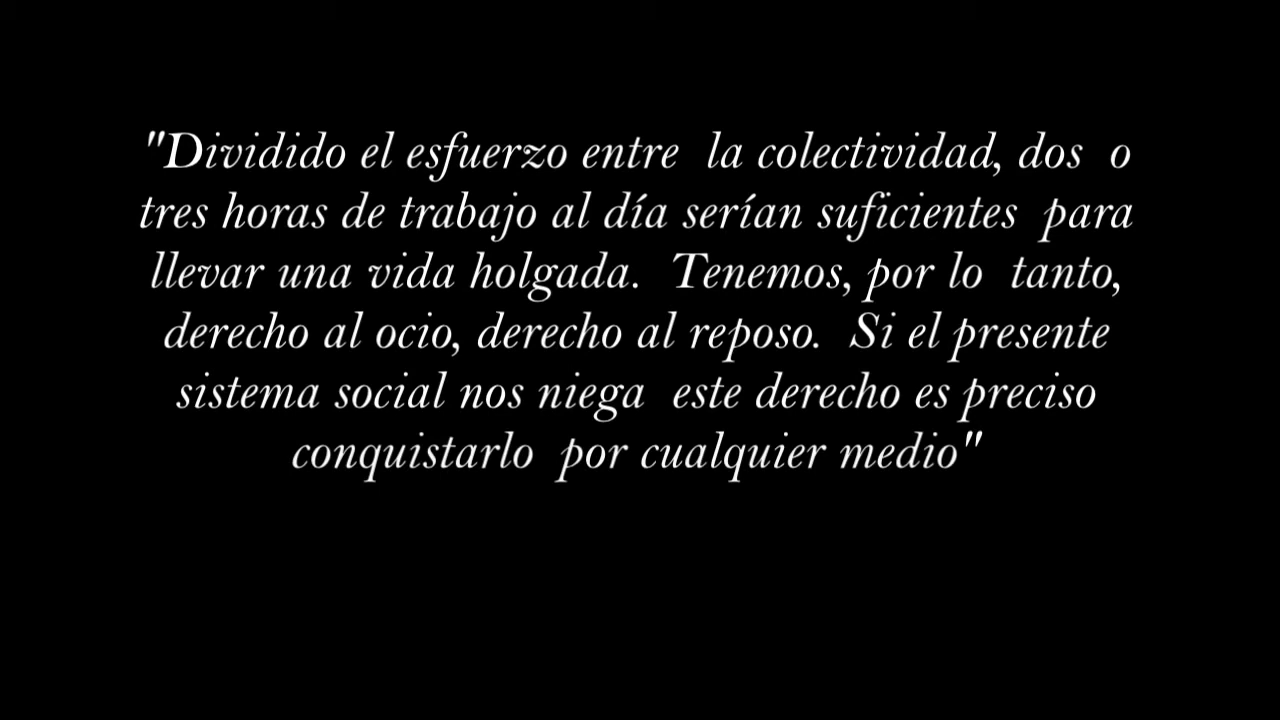 "Dividido el esfuerzo entre la colectividad, dos o
tres horas de trabajo al día serían suficientes para
llevar una vida holgada. Tenemos, por lo tanto,
derecho al ocio, derecho al reposo. Si el presente
sistema social nos niega este derecho es preciso
conquistarlo por cualquier medio"